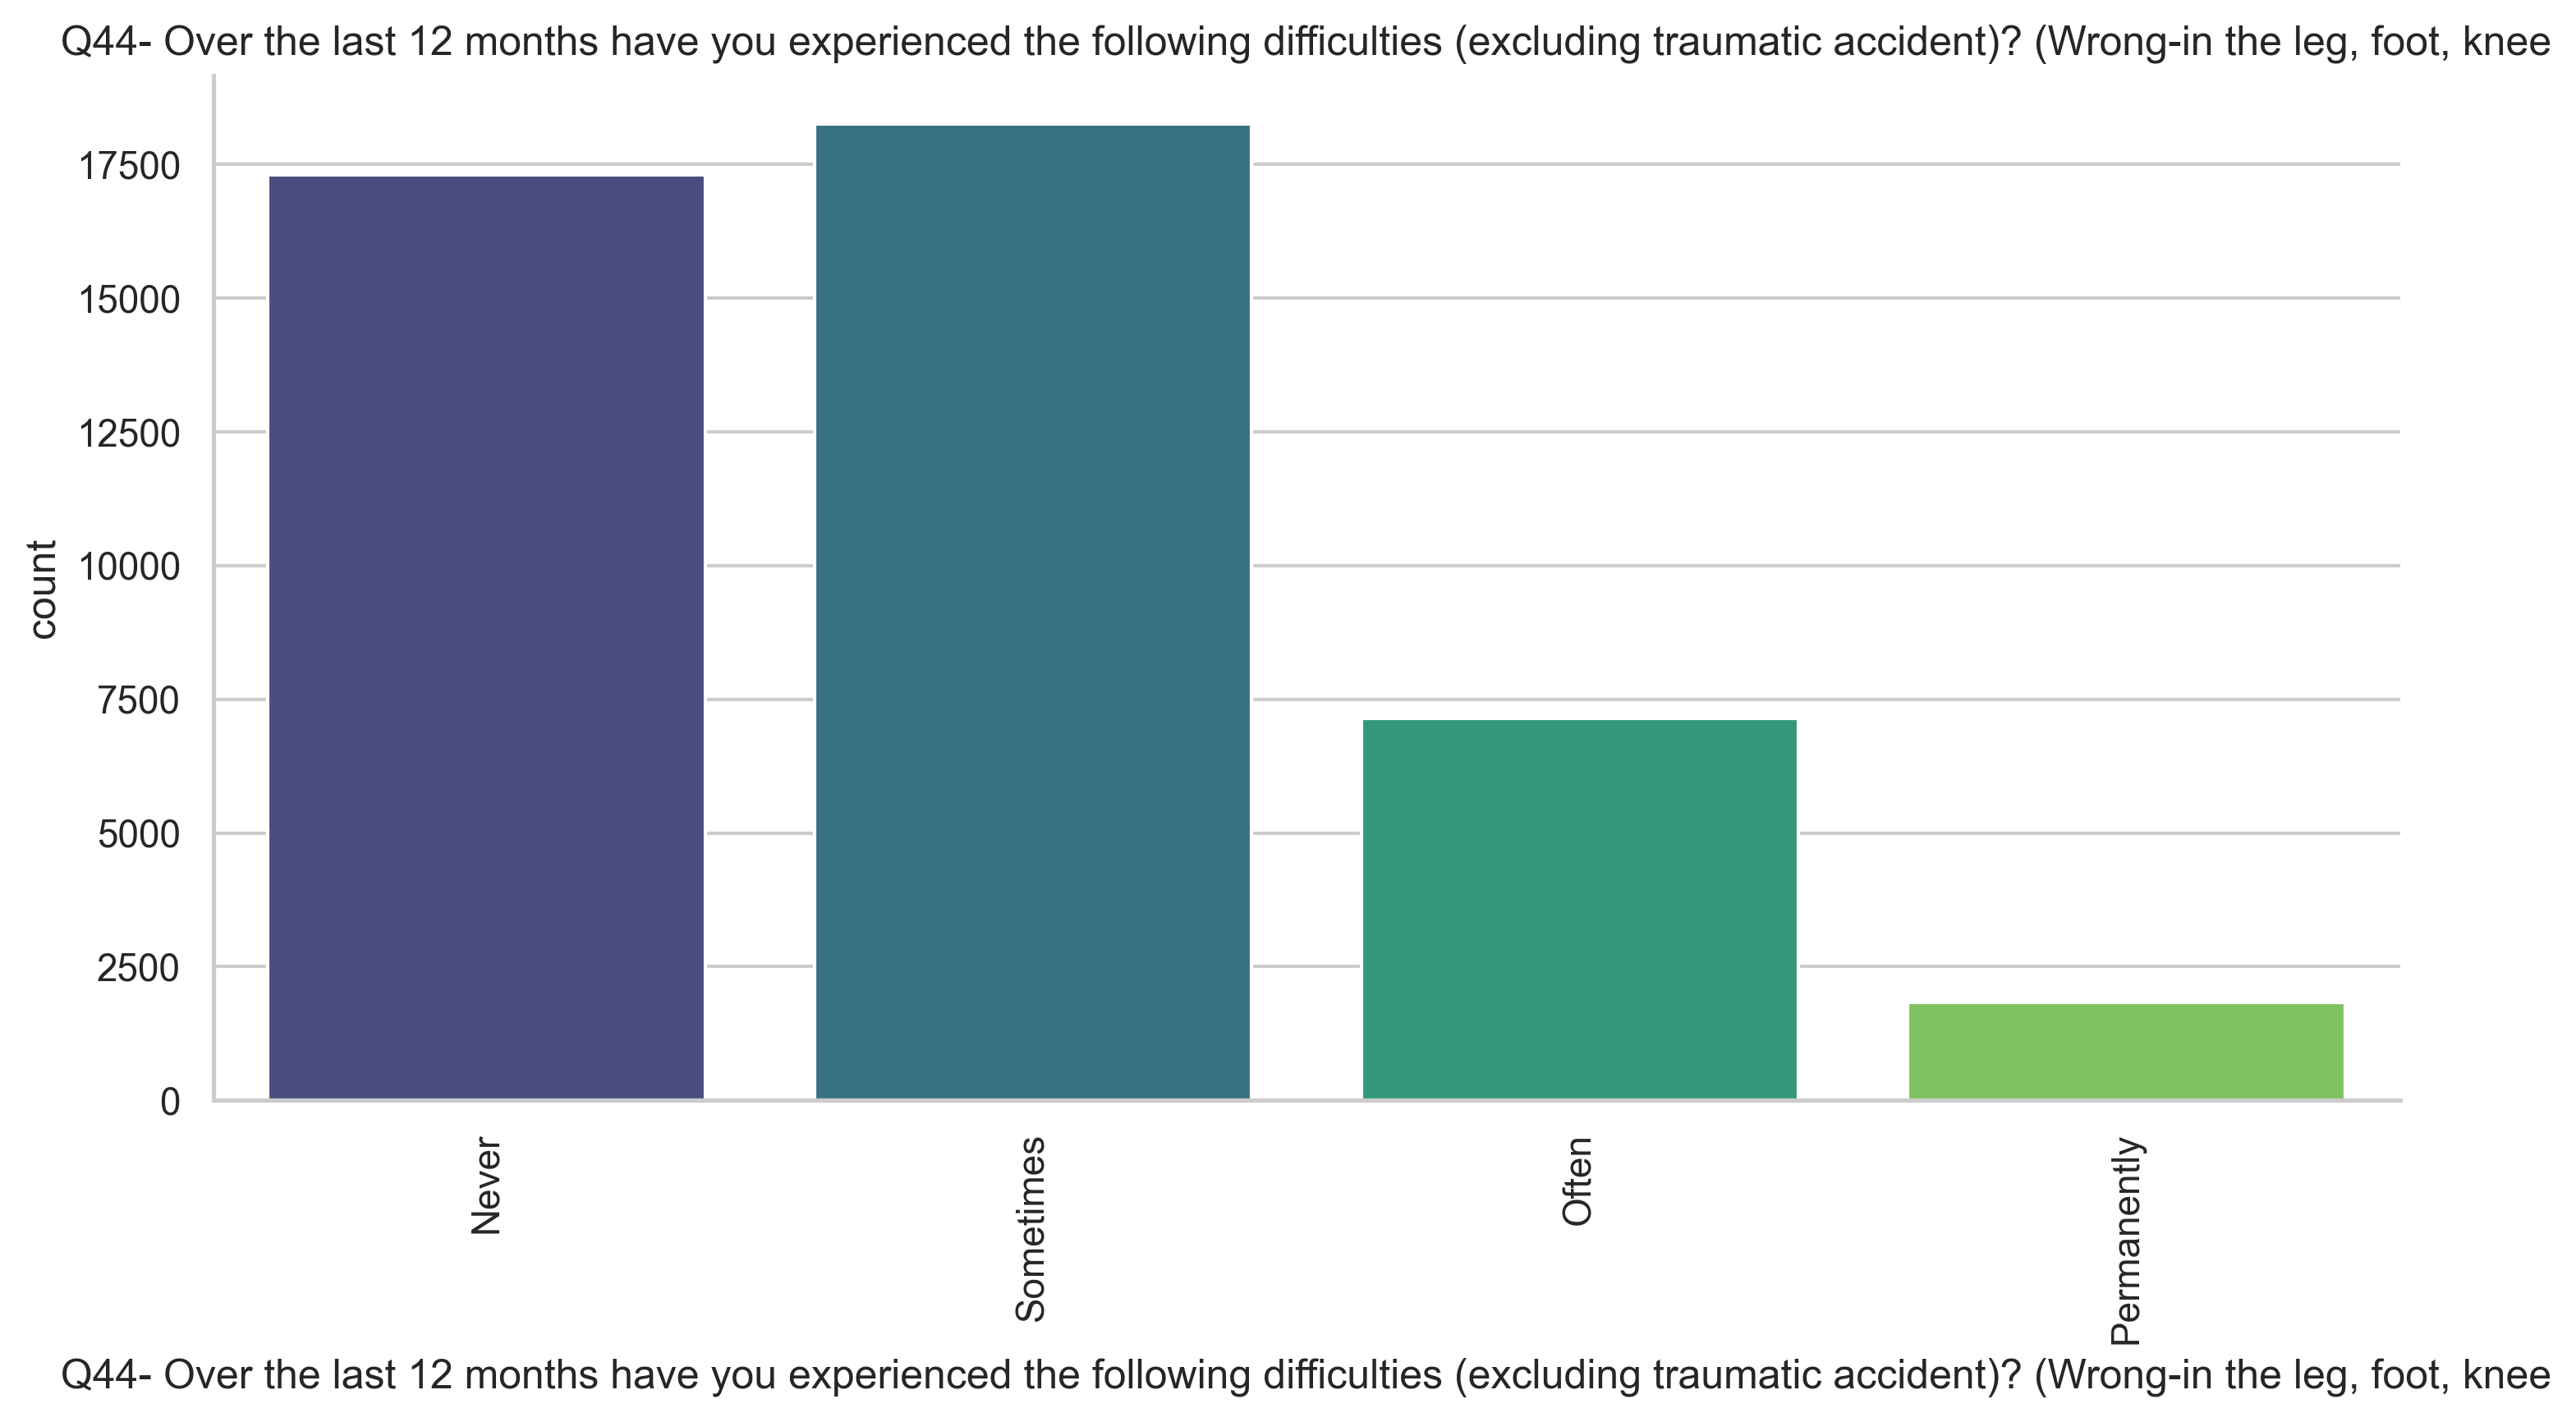 Q44- Over the last 12 months have you experienced the following difficulties (excluding traumatic accident)? (Wrong-in the leg, foot, knee
17500
15000
12500
10000
7500
5000
2500
0
count
Never
Sometimes
Often
Permanently
Q44- Over the last 12 months have you experienced the following difficulties (excluding traumatic accident)? (Wrong-in the leg, foot, knee